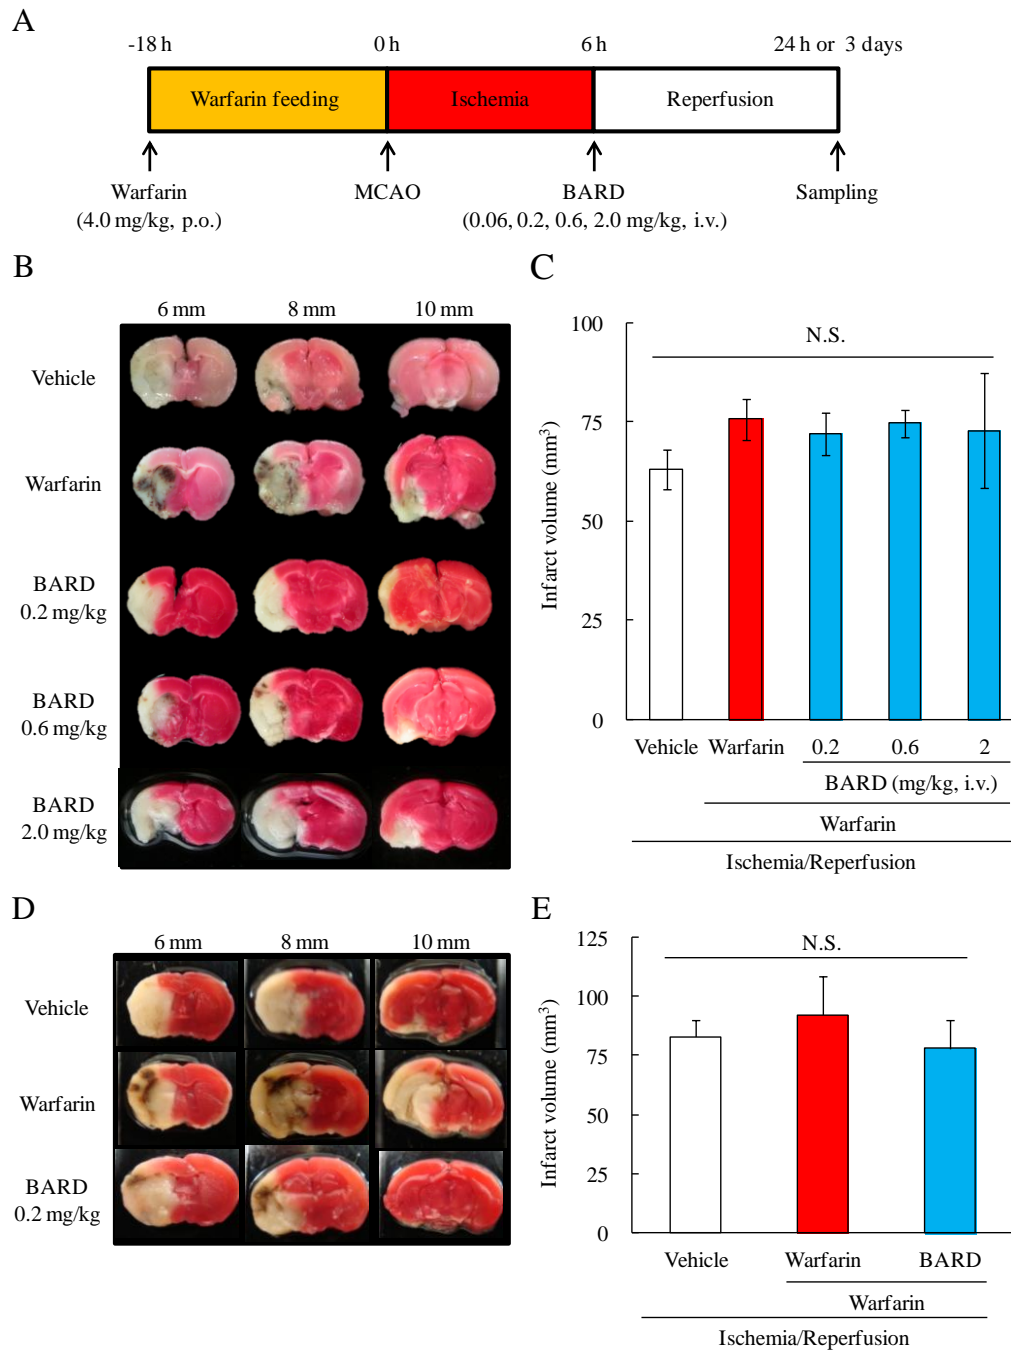 A
-18 h 0 h 6 h 24 h or 3 days
Warfarin feeding Ischemia Reperfusion
Warfarin MCAO BARD Sampling
(4.0 mg/kg, p.o.) (0.06, 0.2, 0.6, 2.0 mg/kg, i.v.)
B
6 mm 8 mm 10 mm
Vehicle
Warfarin
BARD
0.2 mg/kg
BARD
0.6 mg/kg
BARD
2.0 mg/kg
C
Infarct volume (mm³)
100
75
50
25
0
N.S.
Vehicle Warfarin 0.2 0.6 2
BARD (mg/kg, i.v.)
Warfarin
Ischemia/Reperfusion
D
6 mm 8 mm 10 mm
Vehicle
Warfarin
BARD
0.2 mg/kg
E
Infarct volume (mm³)
125
100
75
50
25
0
N.S.
Vehicle Warfarin BARD
Warfarin
Ischemia/Reperfusion